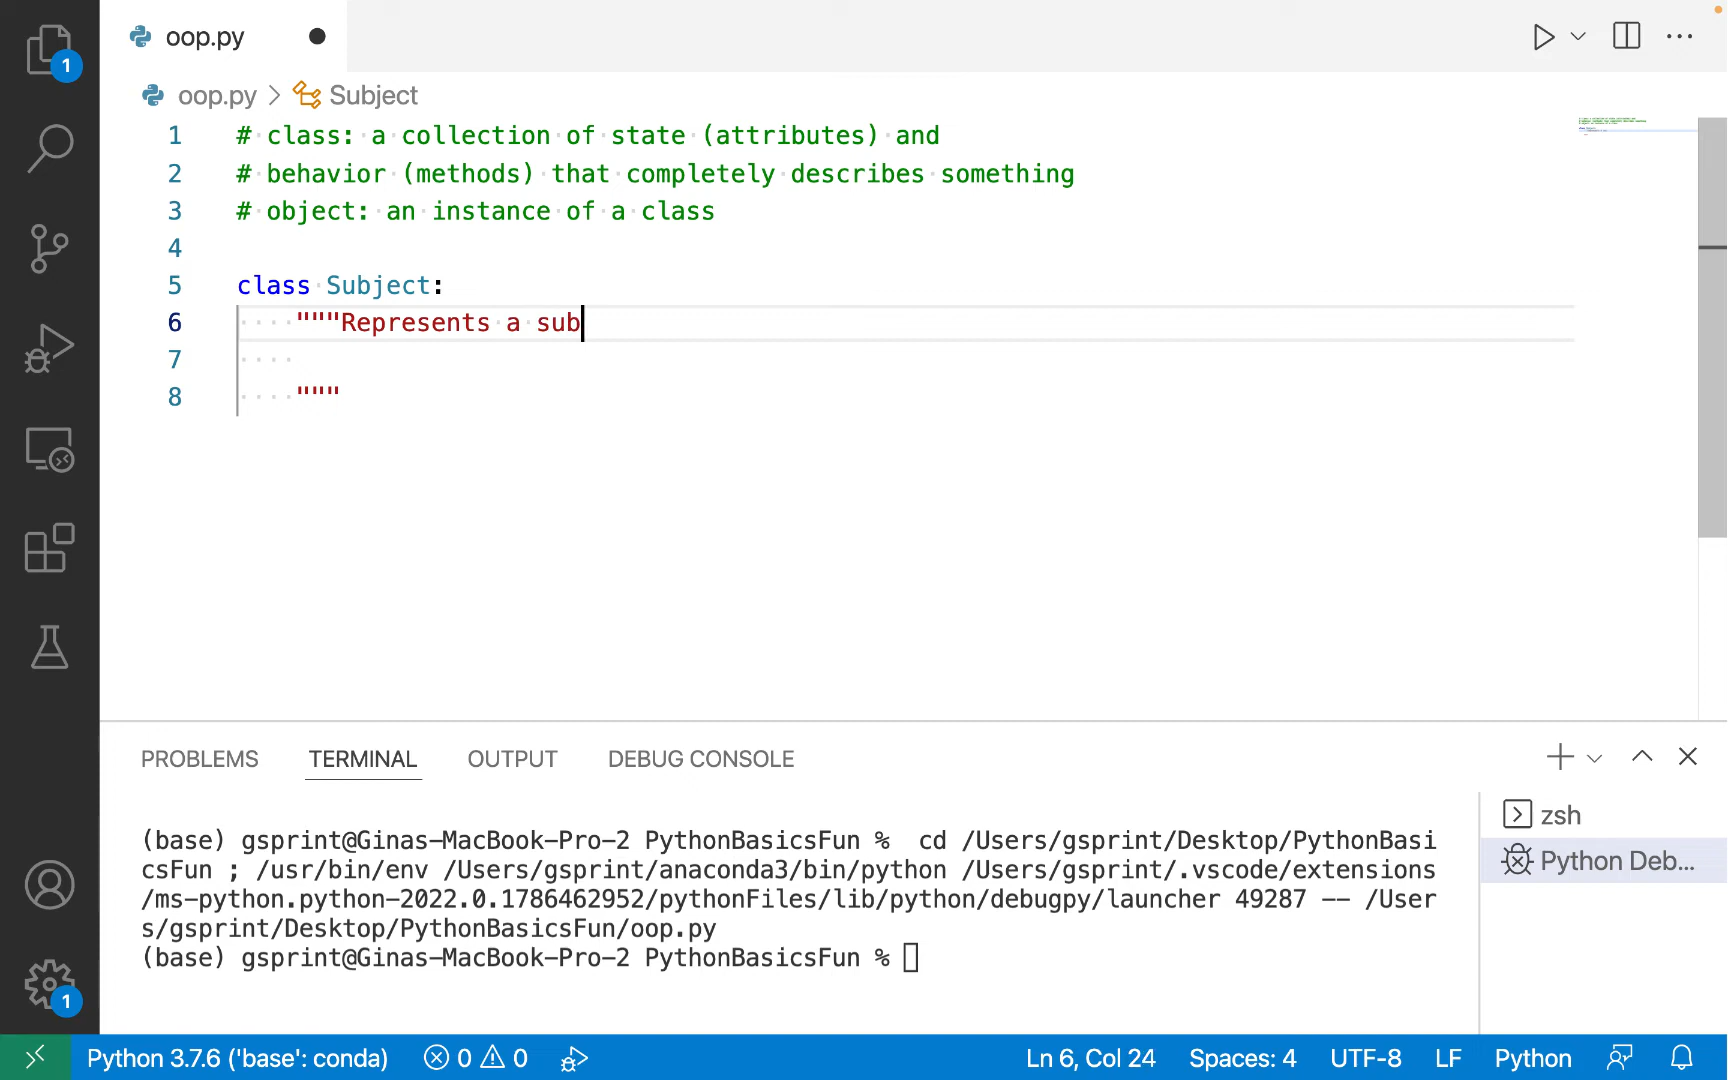 1
oop.py
oop.py > Subject
1 # class: a collection of state (attributes) and
2 # behavior (methods) that completely describes something
3 # object: an instance of a class
4
5 class Subject:
6 """Represents a sub
7
8 """
PROBLEMS TERMINAL OUTPUT DEBUG CONSOLE
(base) gsprint@Ginas-MacBook-Pro-2 PythonBasicsFun %  cd /Users/gsprint/Desktop/PythonBasi
csFun ; /usr/bin/env /Users/gsprint/anaconda3/bin/python /Users/gsprint/.vscode/extensions
/ms-python.python-2022.0.1786462952/pythonFiles/lib/python/debugpy/launcher 49287 -- /User
s/gsprint/Desktop/PythonBasicsFun/oop.py
(base) gsprint@Ginas-MacBook-Pro-2 PythonBasicsFun %
zsh
Python Deb...
1
Python 3.7.6 ('base': conda) 0 0 Ln 6, Col 24 Spaces: 4 UTF-8 LF Python